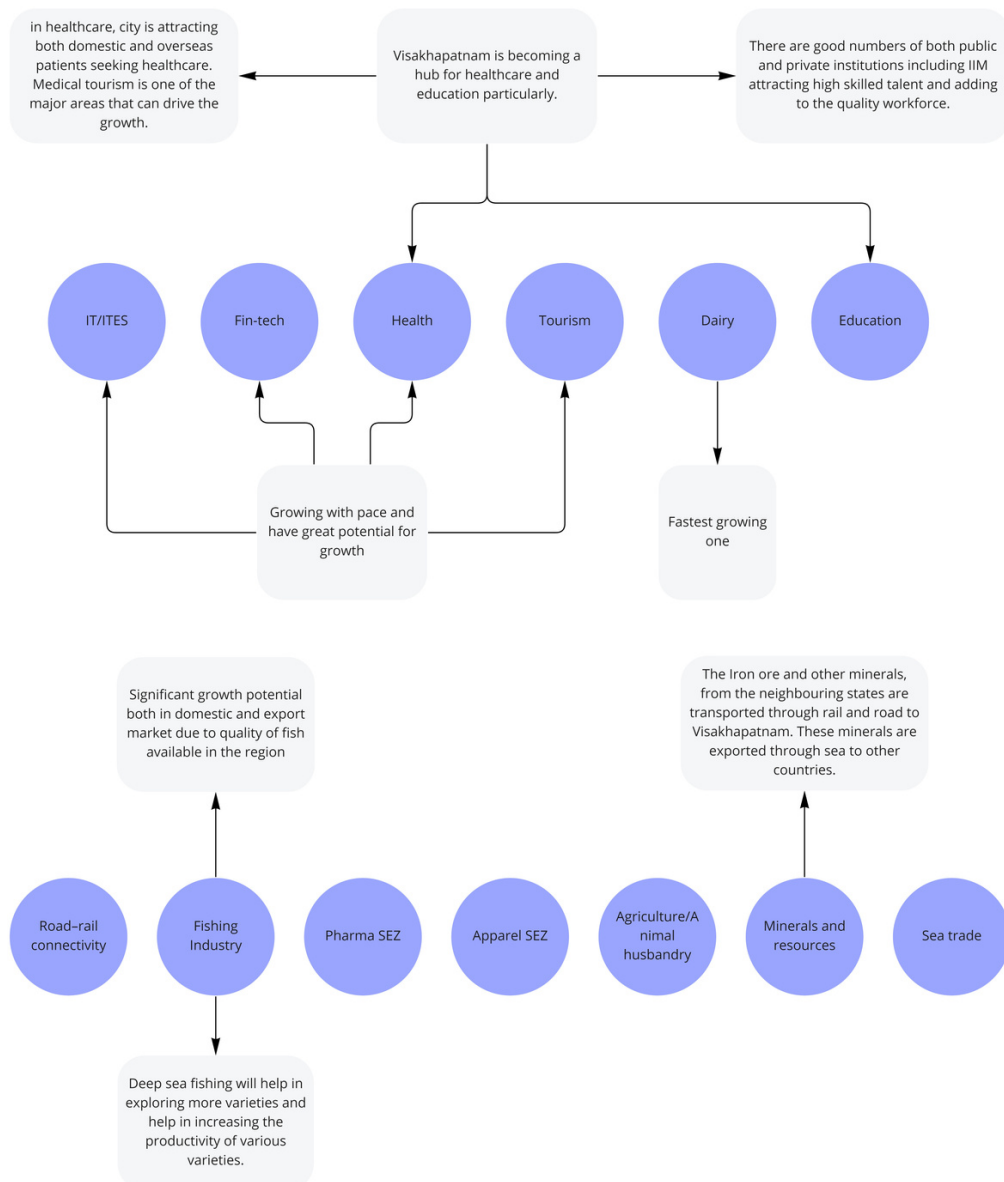 in healthcare, city is attracting
both domestic and overseas
patients seeking healthcare.
Medical tourism is one of the
major areas that can drive the
growth.
Visakhapatnam is becoming a
hub for healthcare and
education particularly.
There are good numbers of both public
and private institutions including IIM
attracting high skilled talent and adding
to the quality workforce.
IT/ITES
Fin-tech
Health
Tourism
Dairy
Education
Growing with pace and
have great potential for
growth
Fastest growing
one
Significant growth potential
both in domestic and export
market due to quality of fish
available in the region
The Iron ore and other minerals,
from the neighbouring states are
transported through rail and road to
Visakhapatnam. These minerals are
exported through sea to other
countries.
Road–rail
connectivity
Fishing
Industry
Pharma SEZ
Apparel SEZ
Agriculture/A
nimal
husbandry
Minerals and
resources
Sea trade
Deep sea fishing will help in
exploring more varieties and
help in increasing the
productivity of various
varieties.